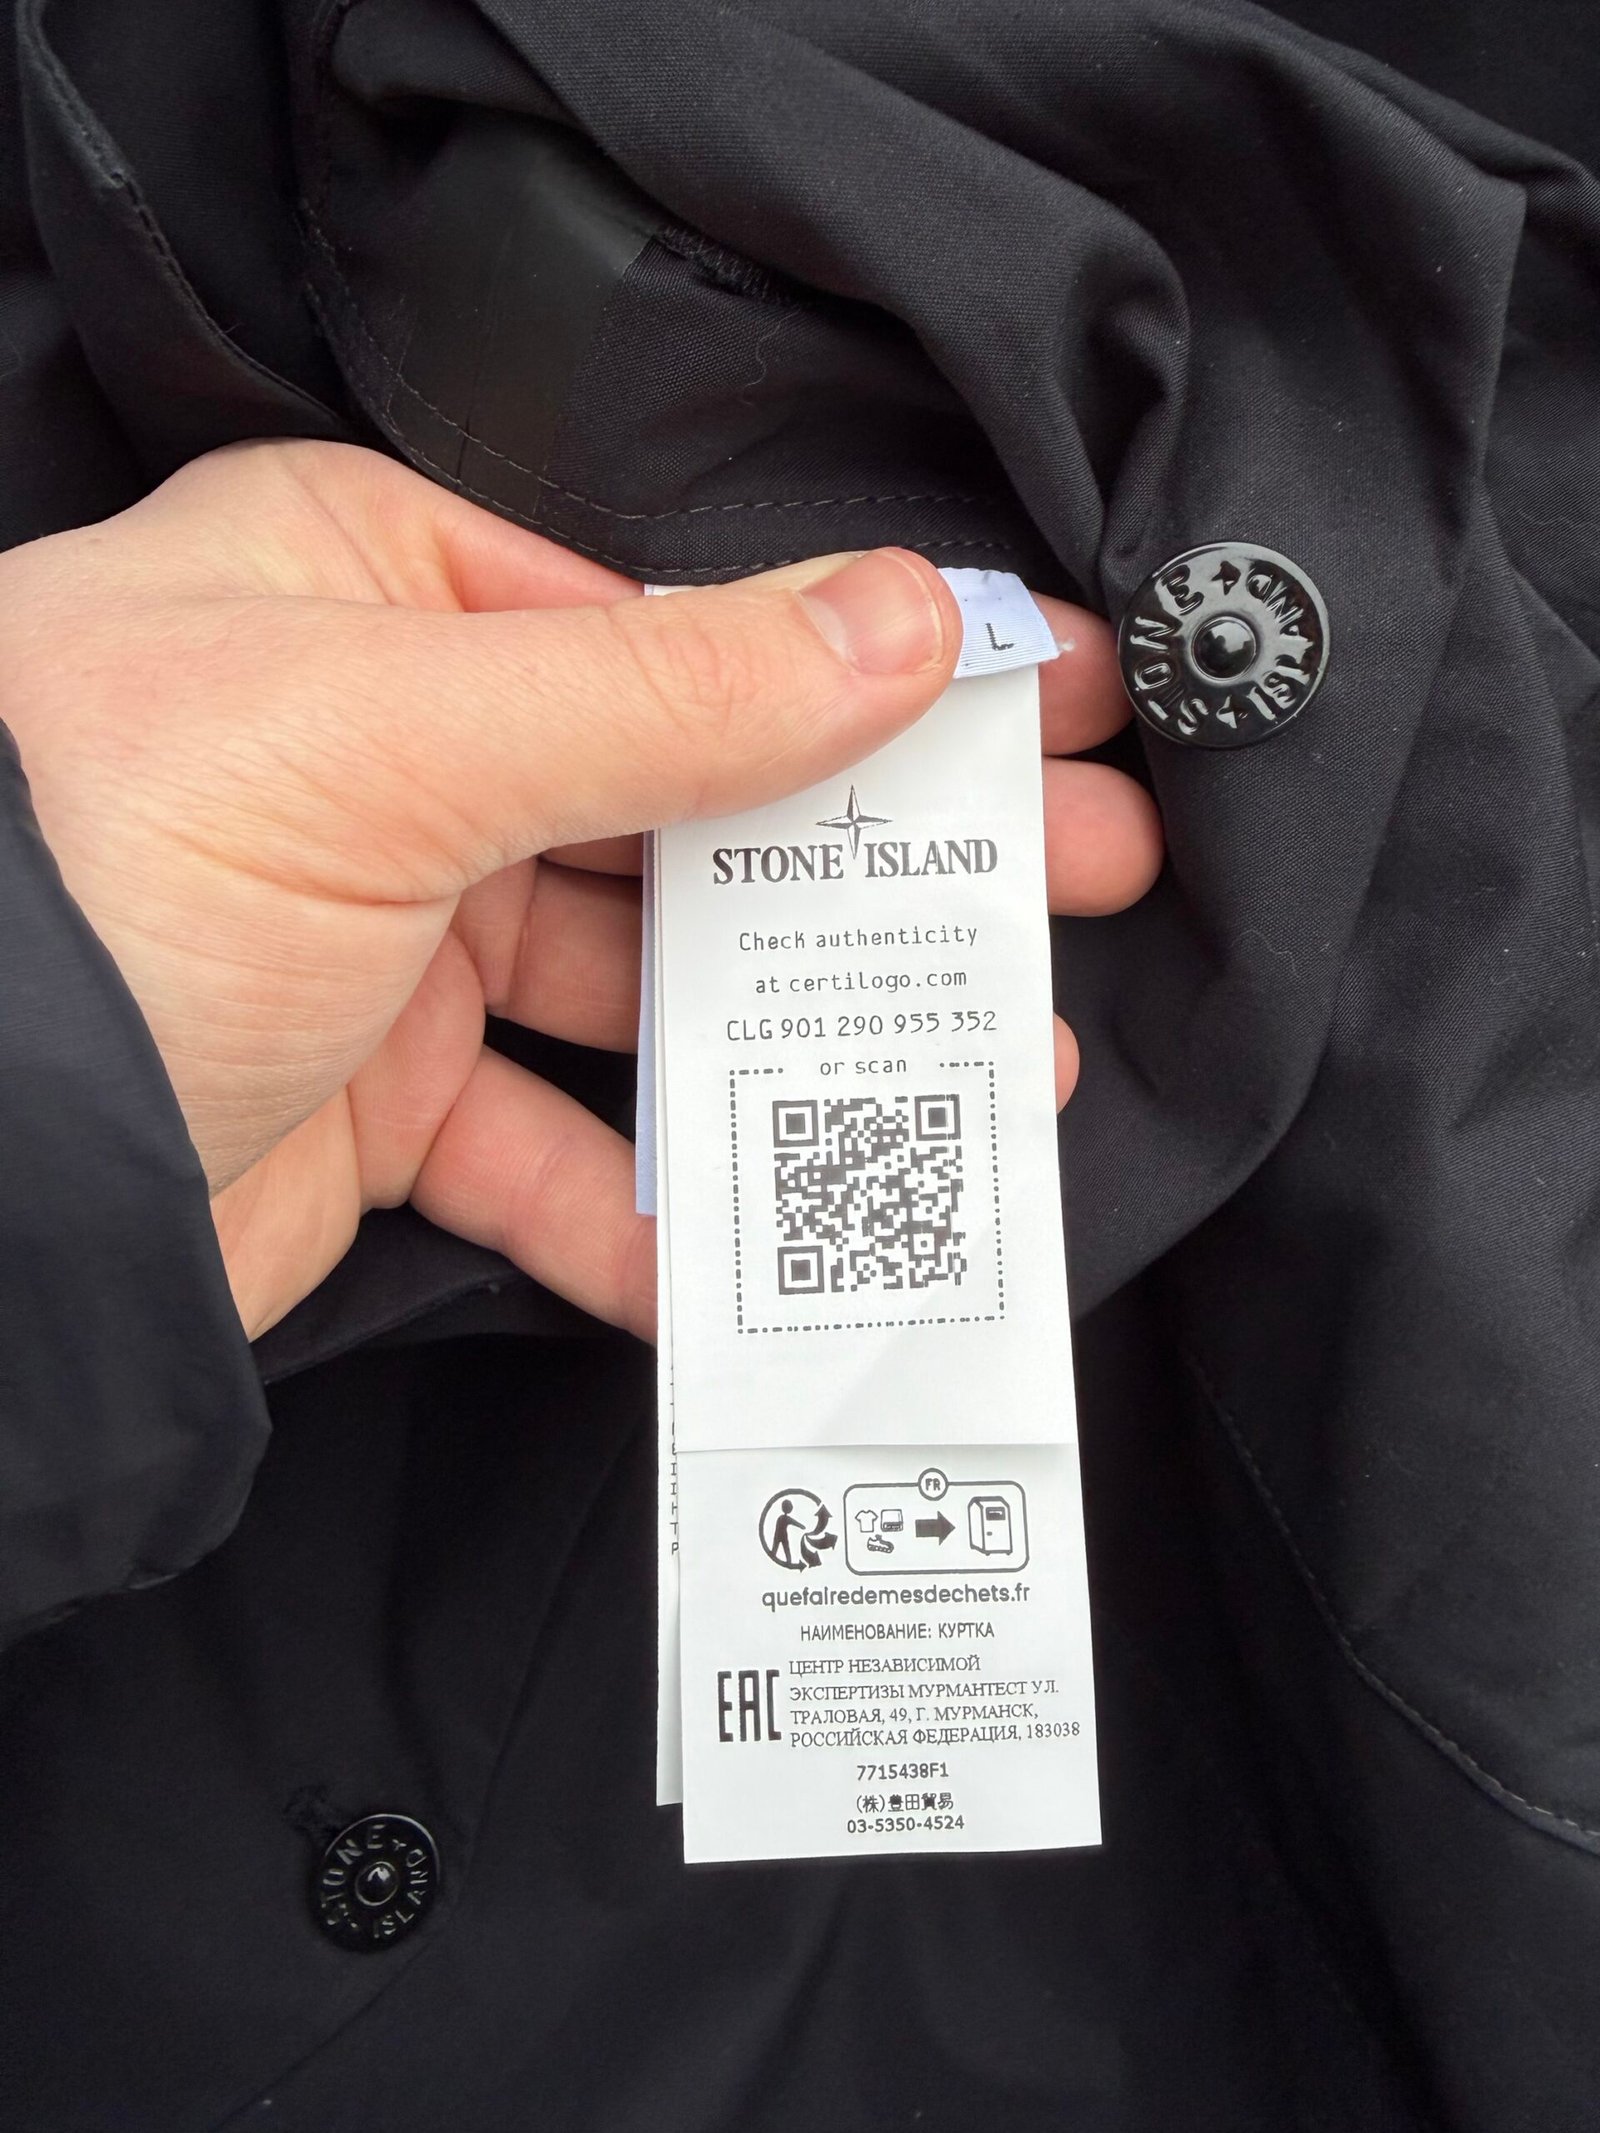 L
STONE ISLAND
STONE ISLAND
Check authenticity
at certilogo.com
CLG 901 290 955 352
or scan
FR
quefairedemesdechets.fr
НАИМЕНОВАНИЕ: КУРТКА
EAC
ЦЕНТР НЕЗАВИСИМОЙ
ЭКСПЕРТИЗЫ МУРМАНТЕСТ УЛ.
ТРАЛОВАЯ, 49, Г. МУРМАНСК,
РОССИЙСКАЯ ФЕДЕРАЦИЯ, 183038
7715438F1
(株)豊田貿易
03-5350-4524
STONE ISLAND